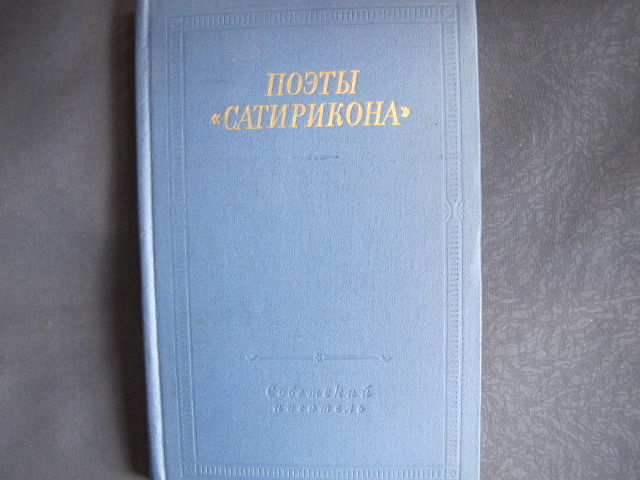 ПОЭТЫ
«САТИРИКОНА»
Советский
писатель